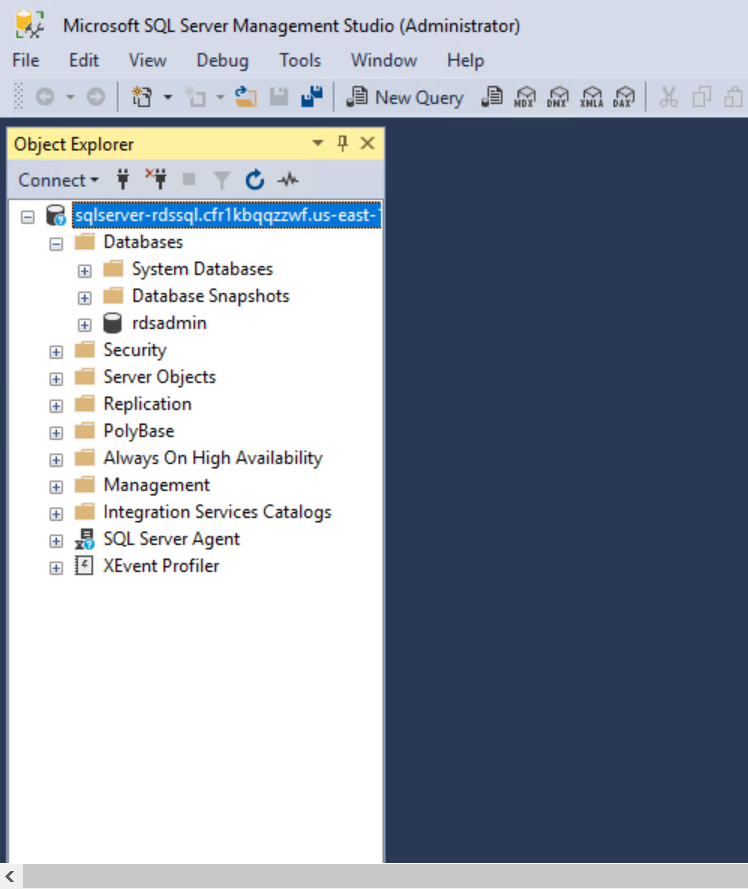 Microsoft SQL Server Management Studio (Administrator)
File Edit View Debug Tools Window Help
New Query MDX DMX XMLA DAX
Object Explorer
Connect
sqlserver-rdssql.cfr1kbqqzzwf.us-east-1
Databases
System Databases
Database Snapshots
rdsadmin
Security
Server Objects
Replication
PolyBase
Always On High Availability
Management
Integration Services Catalogs
SQL Server Agent
XEvent Profiler